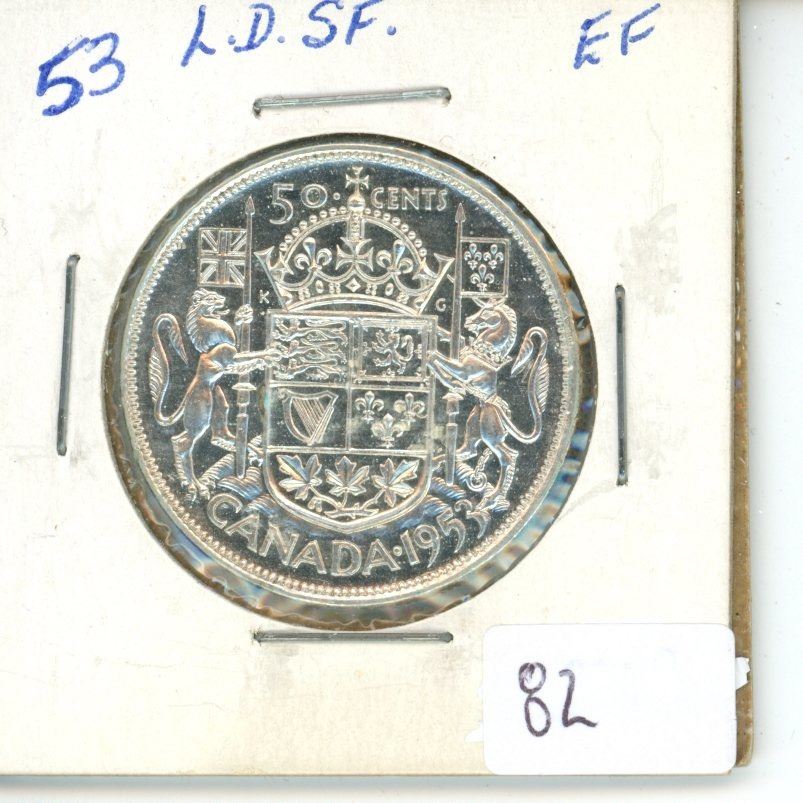 53 L.D. SF. EF
50 · CENTS
K G
CANADA · 1953
82